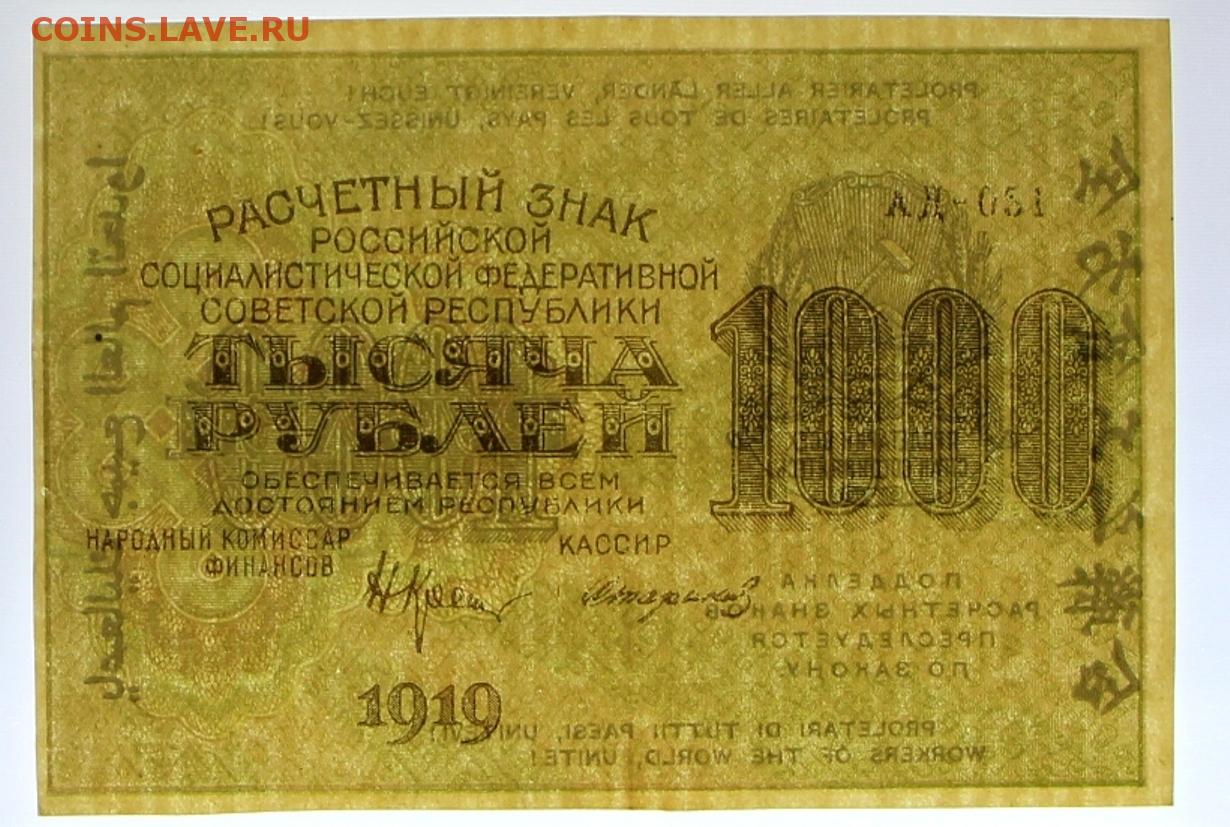 COINS.LAVE.RU
PROLETARIER ALLER LÄNDER, VEREINIGT EUCH!
PROLETAIRES DE TOUS LES PAYS, UNISSEZ-VOUS!
АД-051
РАСЧЕТНЫЙ ЗНАК
РОССИЙСКОЙ
СОЦИАЛИСТИЧЕСКОЙ ФЕДЕРАТИВНОЙ
СОВЕТСКОЙ РЕСПУБЛИКИ
ТЫСЯЧА
РУБЛЕЙ
1000
ОБЕСПЕЧИВАЕТСЯ ВСЕМ
ДОСТОЯНИЕМ РЕСПУБЛИКИ
НАРОДНЫЙ КОМИССАР
ФИНАНСОВ
КАССИР
ПОДДЕЛКА
РАСЧЕТНЫХ ЗНАКОВ
ПРЕСЛЕДУЕТСЯ
ПО ЗАКОНУ.
1919
PROLETARI DI TUTTI PAESI, UNITEVI!
WORKERS OF THE WORLD, UNITE!